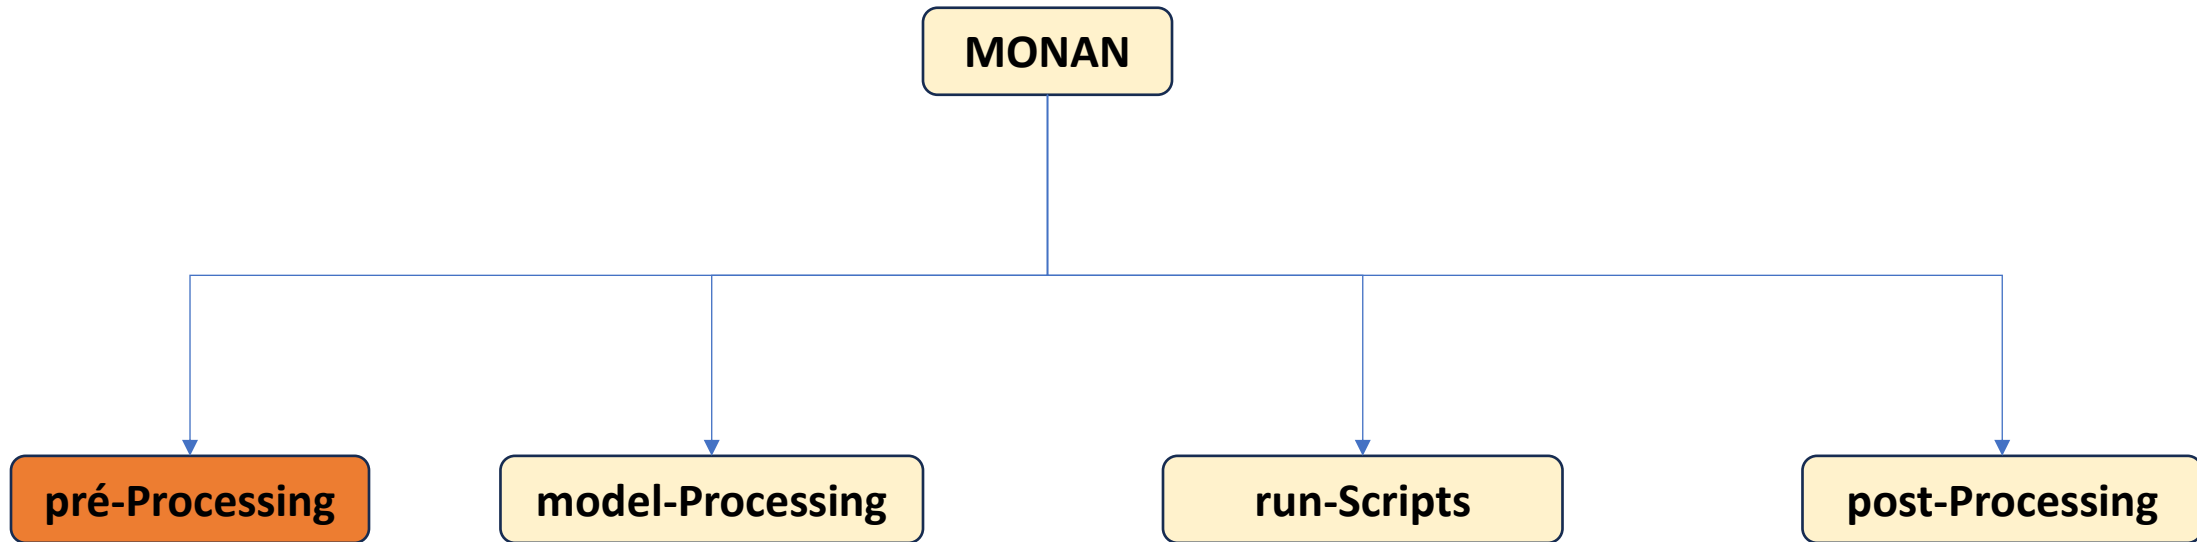 MONAN
pré-Processing
model-Processing
run-Scripts
post-Processing